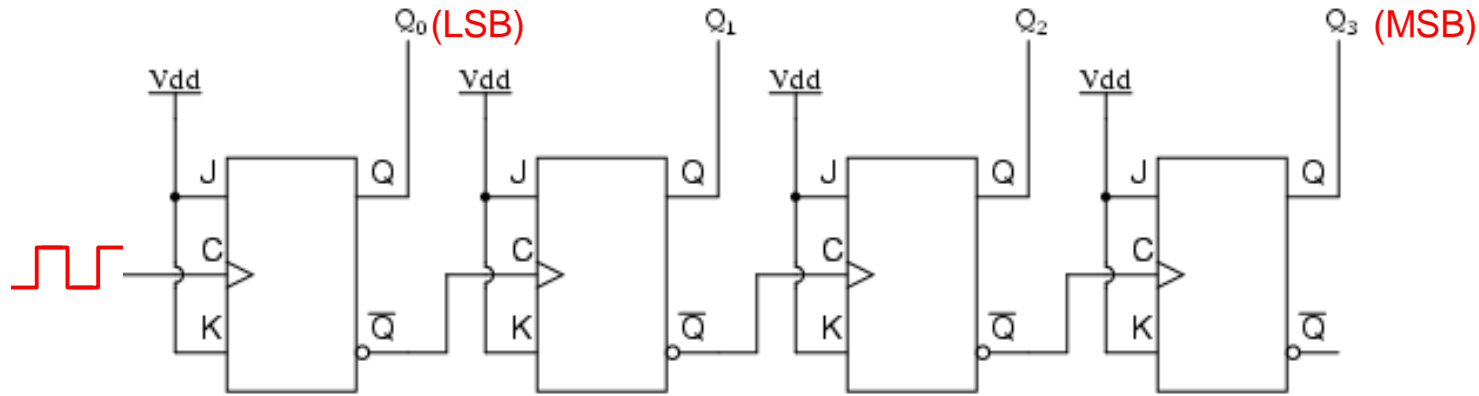 Q₀ (LSB) Q₁ Q₂ Q₃ (MSB)
Vdd Vdd Vdd Vdd
J Q J Q J Q J Q
C C C C
K Q̅ K Q̅ K Q̅ K Q̅